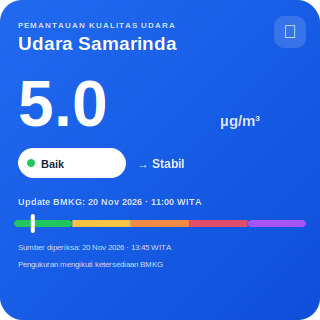 PEMANTAUAN KUALITAS UDARA
Udara Samarinda
5.0
µg/m³
Baik
→ Stabil
Update BMKG: 20 Nov 2026 · 11:00 WITA
Sumber diperiksa: 20 Nov 2026 · 13:45 WITA
Pengukuran mengikuti ketersediaan BMKG